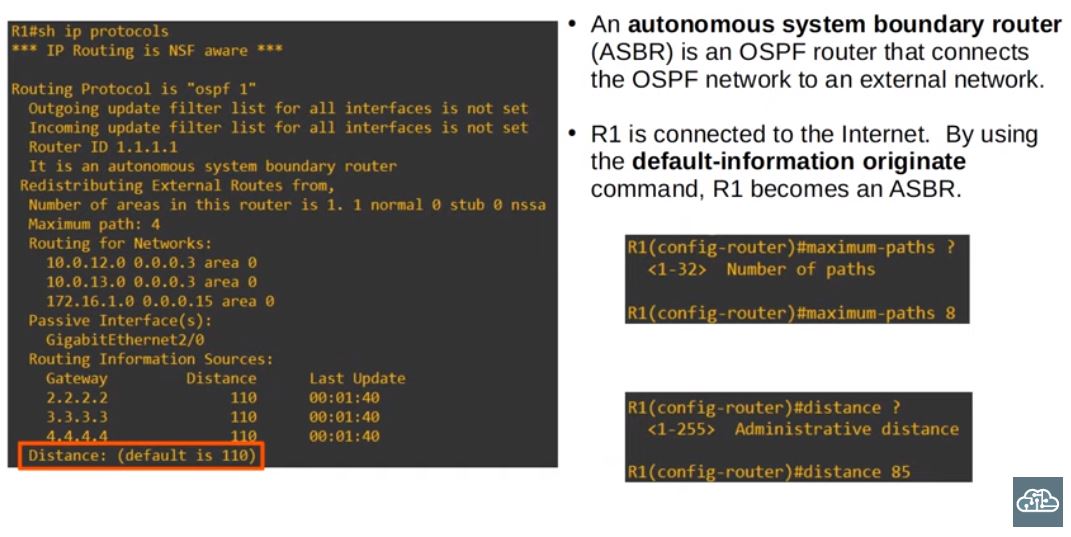 R1#sh ip protocols
*** IP Routing is NSF aware ***
Routing Protocol is "ospf 1"
Outgoing update filter list for all interfaces is not set
Incoming update filter list for all interfaces is not set
Router ID 1.1.1.1
It is an autonomous system boundary router
Redistributing External Routes from,
Number of areas in this router is 1. 1 normal 0 stub 0 nssa
Maximum path: 4
Routing for Networks:
10.0.12.0 0.0.0.3 area 0
10.0.13.0 0.0.0.3 area 0
172.16.1.0 0.0.0.15 area 0
Passive Interface(s):
GigabitEthernet2/0
Routing Information Sources:
Gateway Distance Last Update
2.2.2.2 110 00:01:40
3.3.3.3 110 00:01:40
4.4.4.4 110 00:01:40
Distance: (default is 110)
• An autonomous system boundary router
(ASBR) is an OSPF router that connects
the OSPF network to an external network.
• R1 is connected to the Internet. By using
the default-information originate
command, R1 becomes an ASBR.
R1(config-router)#maximum-paths ?
<1-32> Number of paths
R1(config-router)#maximum-paths 8
R1(config-router)#distance ?
<1-255> Administrative distance
R1(config-router)#distance 85